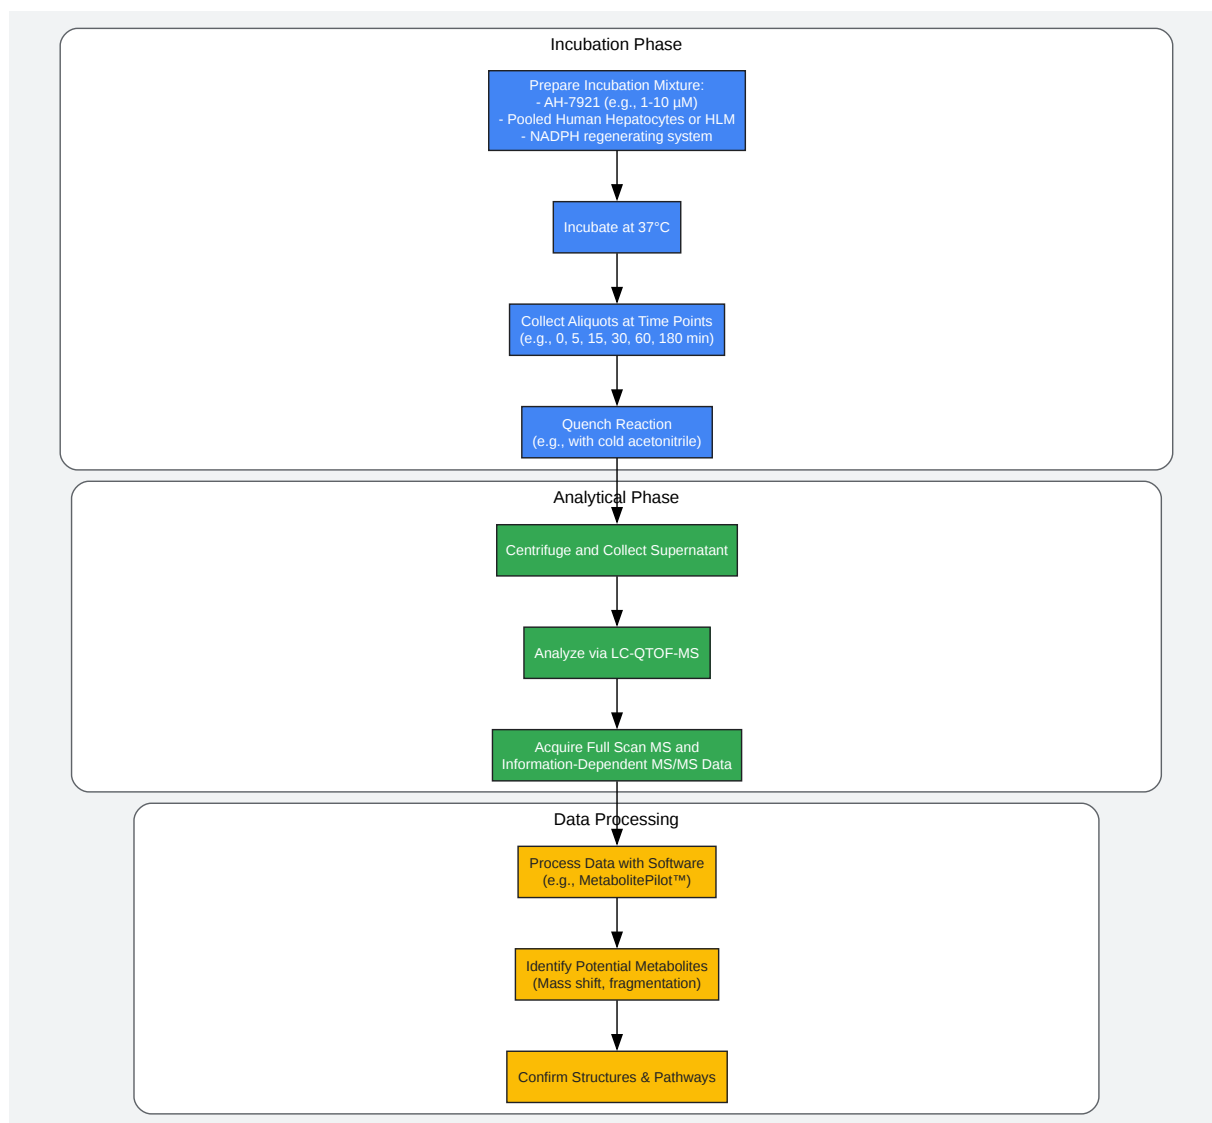 Incubation Phase
Prepare Incubation Mixture:
- AH-7921 (e.g., 1-10 µM)
- Pooled Human Hepatocytes or HLM
- NADPH regenerating system
Incubate at 37°C
Collect Aliquots at Time Points
(e.g., 0, 5, 15, 30, 60, 180 min)
Quench Reaction
(e.g., with cold acetonitrile)
Analytical Phase
Centrifuge and Collect Supernatant
Analyze via LC-QTOF-MS
Acquire Full Scan MS and
Information-Dependent MS/MS Data
Data Processing
Process Data with Software
(e.g., MetabolitePilot™)
Identify Potential Metabolites
(Mass shift, fragmentation)
Confirm Structures & Pathways